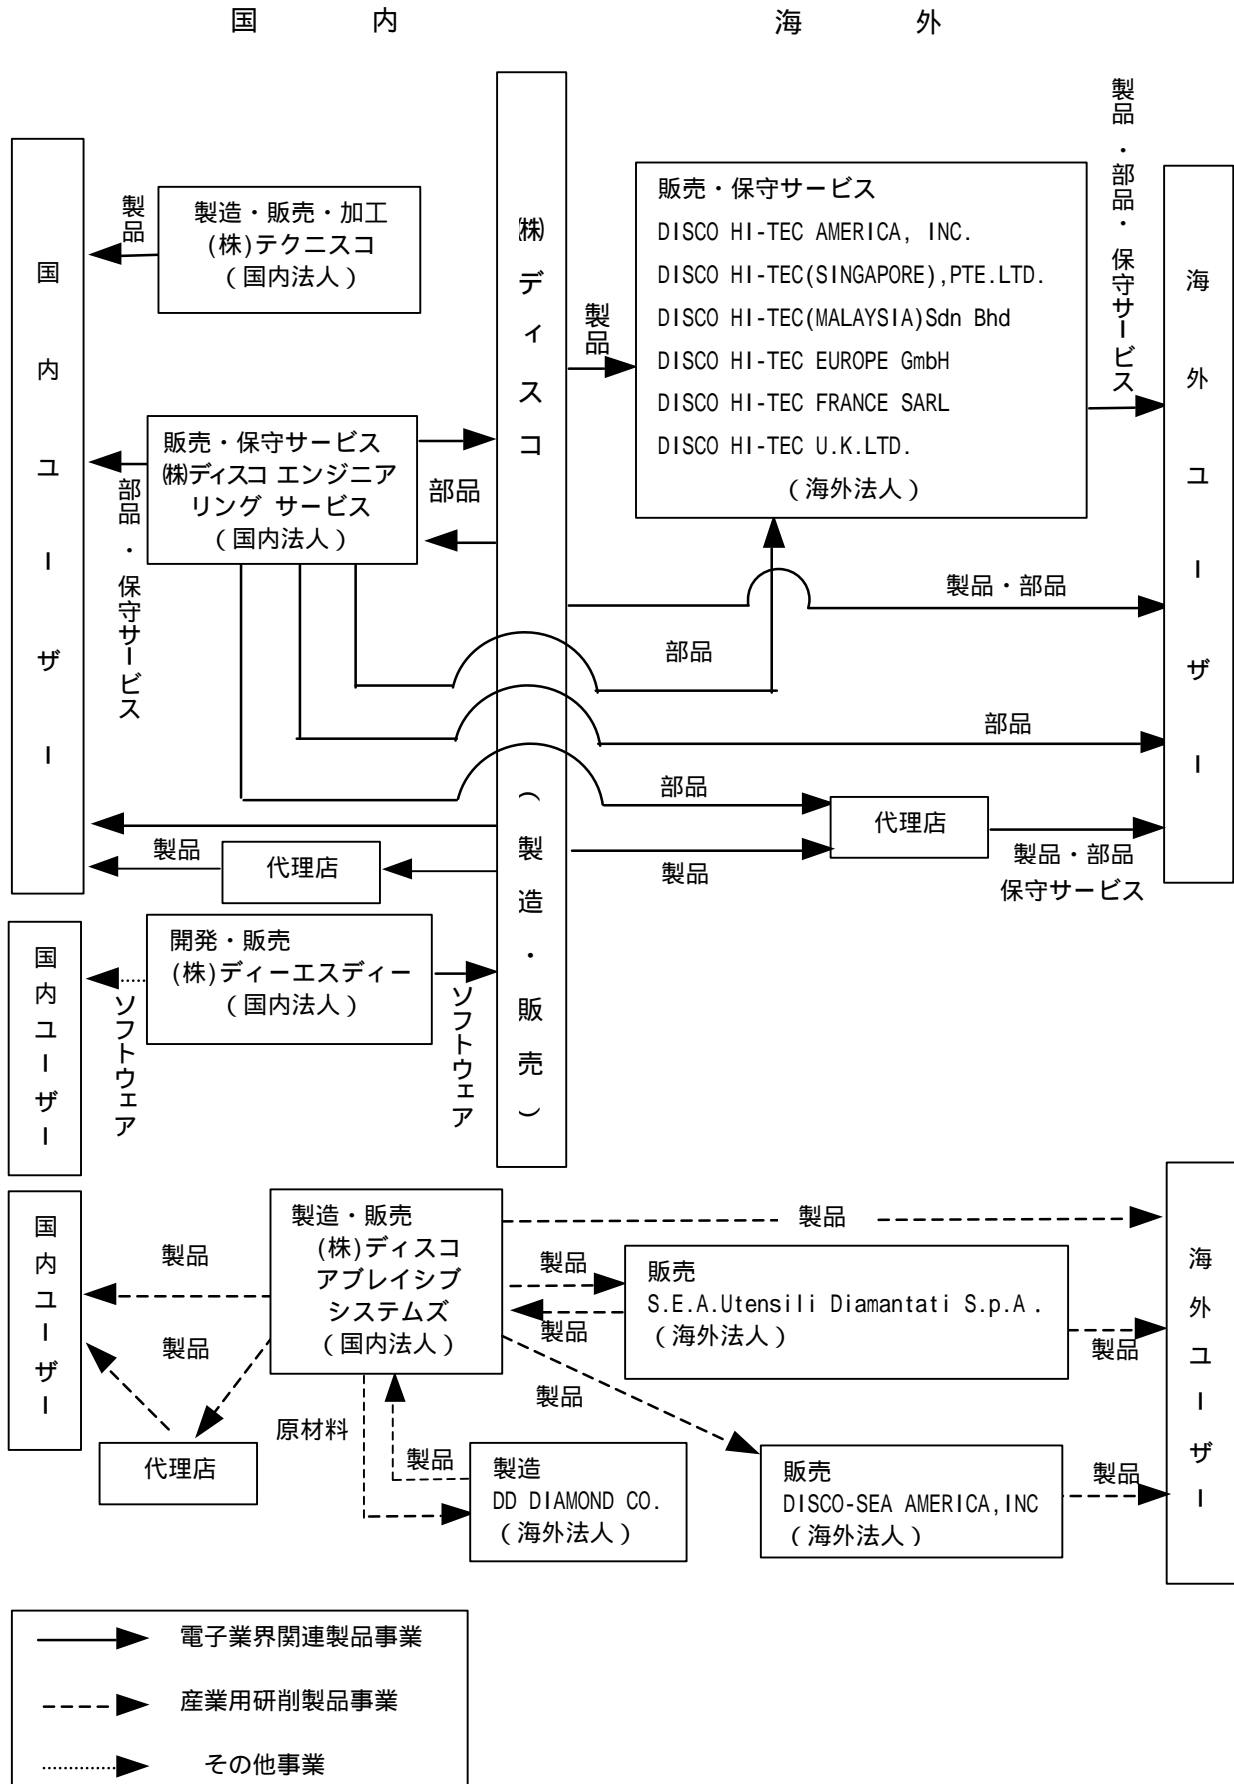 国　内
海　外
国内ユーザー
製品
製造・販売・加工
(株)テクニスコ
（国内法人）
販売・保守サービス
㈱ディスコ エンジニア
リング サービス
（国内法人）
部品
部品・保守サービス
㈱ディスコ　（製造・販売）
製品
販売・保守サービス
DISCO HI-TEC AMERICA, INC.
DISCO HI-TEC(SINGAPORE),PTE.LTD.
DISCO HI-TEC(MALAYSIA)Sdn Bhd
DISCO HI-TEC EUROPE GmbH
DISCO HI-TEC FRANCE SARL
DISCO HI-TEC U.K.LTD.
（海外法人）
製品・部品・保守サービス
海外ユーザー
製品・部品
部品
部品
部品
代理店
製品
製品・部品
保守サービス
製品
代理店
国内ユーザー
開発・販売
(株)ディーエスディー
（国内法人）
ソフトウェア
ソフトウェア
国内ユーザー
製造・販売
(株)ディスコ
アブレイシブ
システムズ
（国内法人）
製品
製品
代理店
製品
製品
製品
販売
S.E.A.Utensili Diamantati S.p.A.
（海外法人）
製品
海外ユーザー
製品
原材料
製品
製造
DD DIAMOND CO.
（海外法人）
販売
DISCO-SEA AMERICA,INC
（海外法人）
製品
電子業界関連製品事業
産業用研削製品事業
その他事業